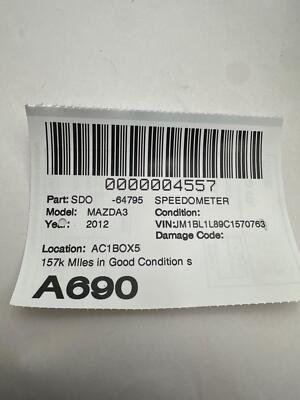 0000004557
Part: SDO -64795 SPEEDOMETER
Model: MAZDA3 Condition:
Year: 2012 VIN:JM1BL1L89C1570763
Damage Code:
Location: AC1BOX5
157k MIles in Good Condition s
A690